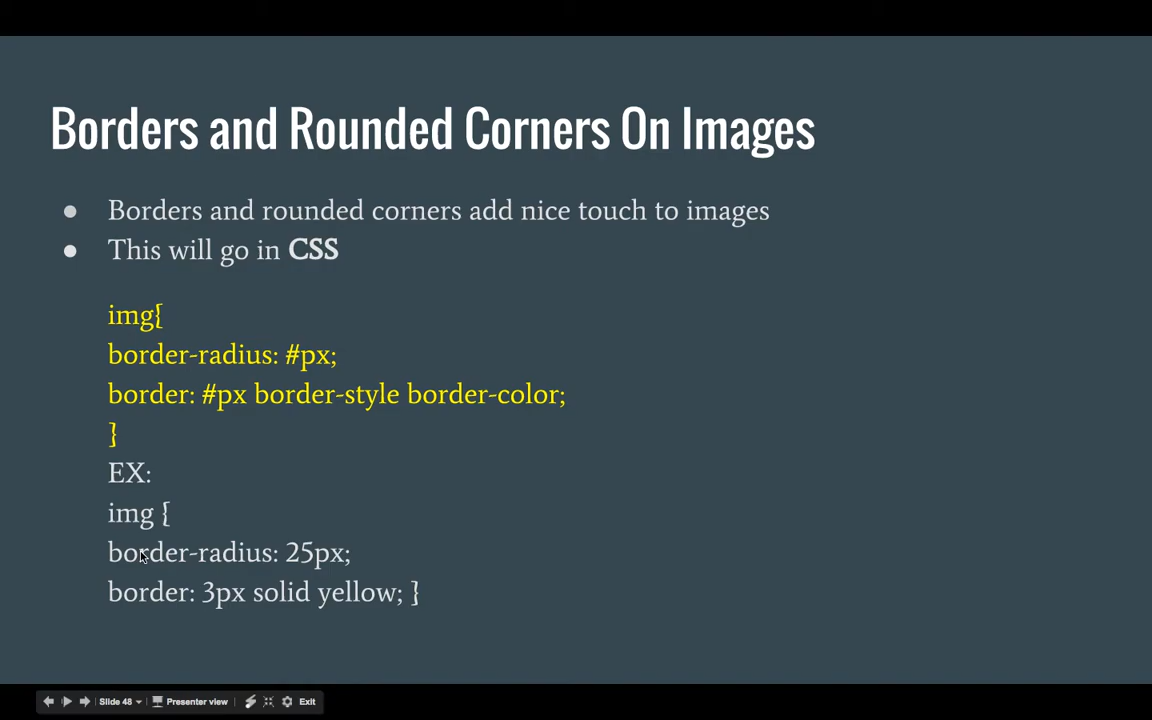 Borders and Rounded Corners On Images
● Borders and rounded corners add nice touch to images
● This will go in CSS
img{
border-radius: #px;
border: #px border-style border-color;
}
EX:
img {
border-radius: 25px;
border: 3px solid yellow; }
Slide 48 Presenter view Exit